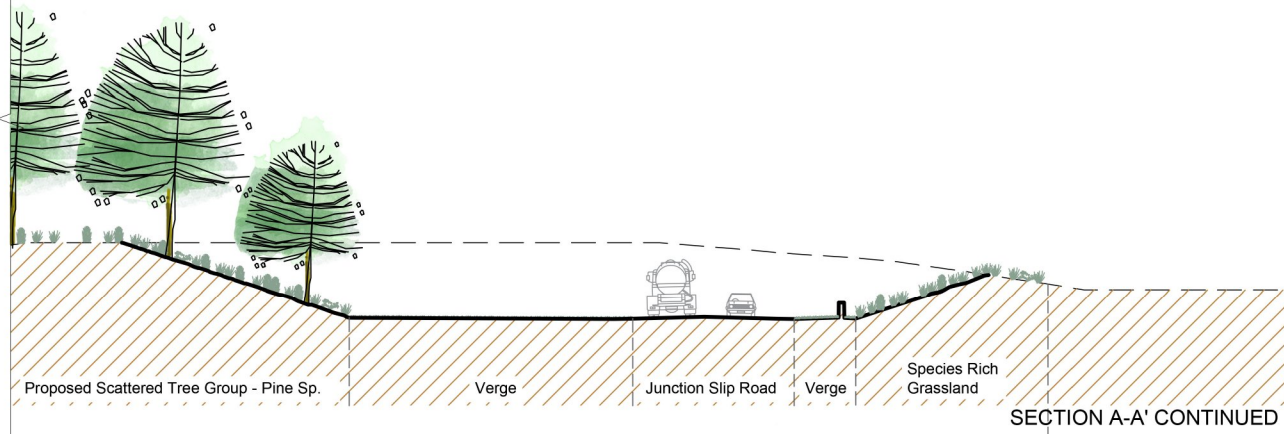 Proposed Scattered Tree Group - Pine Sp.
Verge
Junction Slip Road
Verge
Species Rich
Grassland
SECTION A-A' CONTINUED